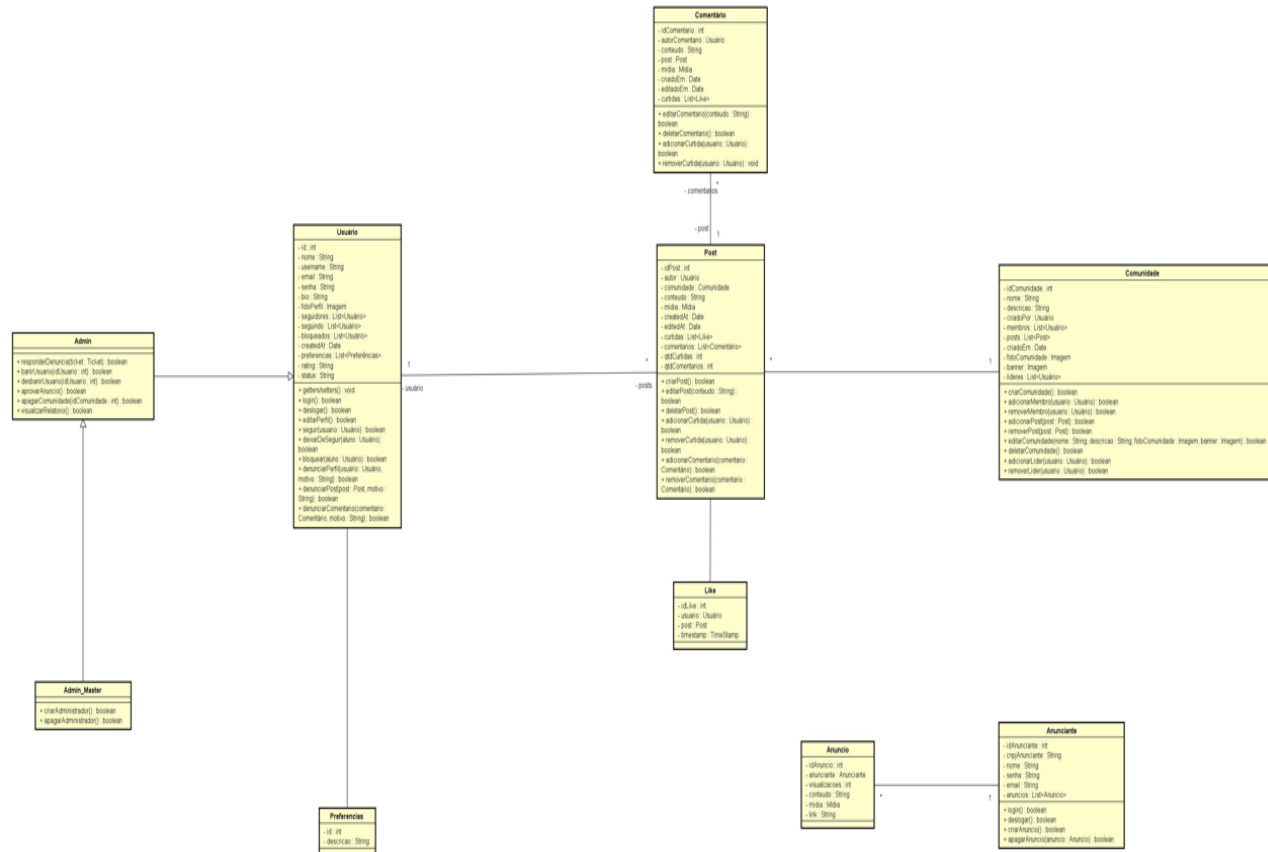 Comentário
- idComentario : int
- autorComentario : Usuário
- conteudo : String
- post : Post
- midia : Mídia
- criadoEm : Date
- editadoEm : Date
- curtidas : List<Like>
+ editarComentario(conteudo : String) :
boolean
+ deletarComentario() : boolean
+ adicionarCurtida(usuario : Usuário) :
boolean
+ removerCurtida(usuario : Usuário) : void
*
- comentarios
- post
1
Usuário
- id : int
- nome : String
- username : String
- email : String
- senha : String
- bio : String
- fotoPerfil : Imagem
- seguidores : List<Usuário>
- seguindo : List<Usuário>
- bloqueados : List<Usuário>
- createdAt : Date
- preferencias : List<Preferências>
- rating : String
- status : String
+ getters/setters() : void
+ login() : boolean
+ deslogar() : boolean
+ editarPerfil() : boolean
+ seguir(usuario : Usuário) : boolean
+ deixarDeSeguir(aluno : Usuário) :
boolean
+ bloquear(aluno : Usuário) : boolean
+ denunciarPerfil(usuário : Usuário,
motivo : String) : boolean
+ denunciarPost(post : Post, motivo :
String) : boolean
+ denunciarComentario(comentario :
Comentário, motivo : String) : boolean
1
- usuário
*
- posts
Post
- idPost : int
- autor : Usuário
- comunidade : Comunidade
- conteudo : String
- midia : Mídia
- createdAt : Date
- editedAt : Date
- curtidas : List<Like>
- comentarios : List<Comentário>
- qtdCurtidas : int
- qtdComentarios : int
+ criarPost() : boolean
+ editarPost(conteudo : String) :
boolean
+ deletarPost() : boolean
+ adicionarCurtida(usuario : Usuário) :
boolean
+ removerCurtida(usuario : Usuário) :
boolean
+ adicionarComentario(comentario :
Comentário) : boolean
+ removerComentario(comentario :
Comentário) : boolean
*
1
Comunidade
- idComunidade : int
- nome : String
- descricao : String
- criadoPor : Usuário
- membros : List<Usuário>
- posts : List<Post>
- criadoEm : Date
- fotoComunidade : Imagem
- banner : Imagem
- lideres : List<Usuário>
+ criarComunidade() : boolean
+ adicionarMembro(usuario : Usuário) : boolean
+ removerMembro(usuario : Usuário) : boolean
+ adicionarPost(post : Post) : boolean
+ removerPost(post : Post) : boolean
+ editarComunidade(nome : String, descricao : String, fotoComunidade : Imagem, banner : Imagem) : boolean
+ deletarComunidade() : boolean
+ adicionarLider(usuario : Usuário) : boolean
+ removerLider(usuario : Usuário) : boolean
Admin
+ responderDenuncia(ticket : Ticket) : boolean
+ banirUsuario(idUsuario : int) : boolean
+ desbanirUsuario(idUsuario : int) : boolean
+ aprovarAnuncio() : boolean
+ apagarComunidade(idComunidade : int) : boolean
+ visualizarRelatorio() : boolean
Like
- idLike : int
- usuario : Usuário
- post : Post
- timestamp : TimeStamp
Admin_Master
+ criarAdministrador() : boolean
+ apagarAdministrador() : boolean
Anuncio
- idAnuncio : int
- anunciante : Anunciante
- visualizacoes : int
- conteudo : String
- midia : Mídia
- link : String
*
1
Anunciante
- idAnunciante : int
- cnpjAnunciante : String
- nome : String
- senha : String
- email : String
- anuncios : List<Anuncio>
+ login() : boolean
+ deslogar() : boolean
+ criarAnuncio() : boolean
+ apagarAnuncio(anuncio : Anuncio) : boolean
Preferencias
- id : int
- descricao : String